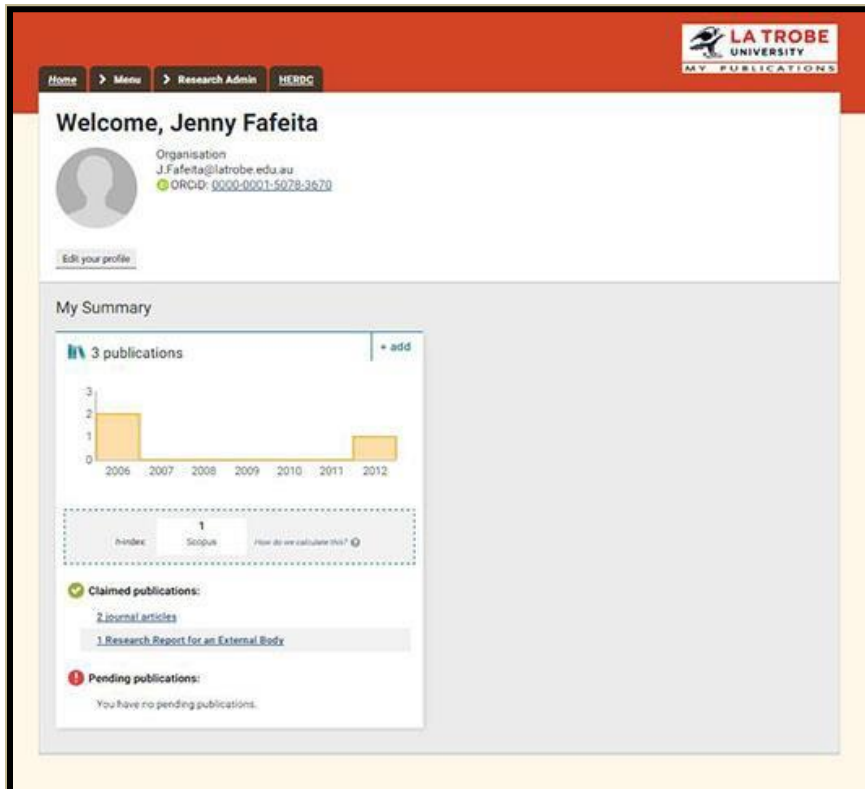 LA TROBE
UNIVERSITY
MY PUBLICATIONS
Home > Menu > Research Admin HERDC
Welcome, Jenny Fafeita
Organisation
J.Fafeita@latrobe.edu.au
iD ORCiD: 0000-0001-5078-3670
Edit your profile
My Summary
3 publications + add
3
2
1
0
2006 2007 2008 2009 2010 2011 2012
1
h-index: Scopus How do we calculate this? ?
Claimed publications:
2 journal articles
1 Research Report for an External Body
! Pending publications:
You have no pending publications.